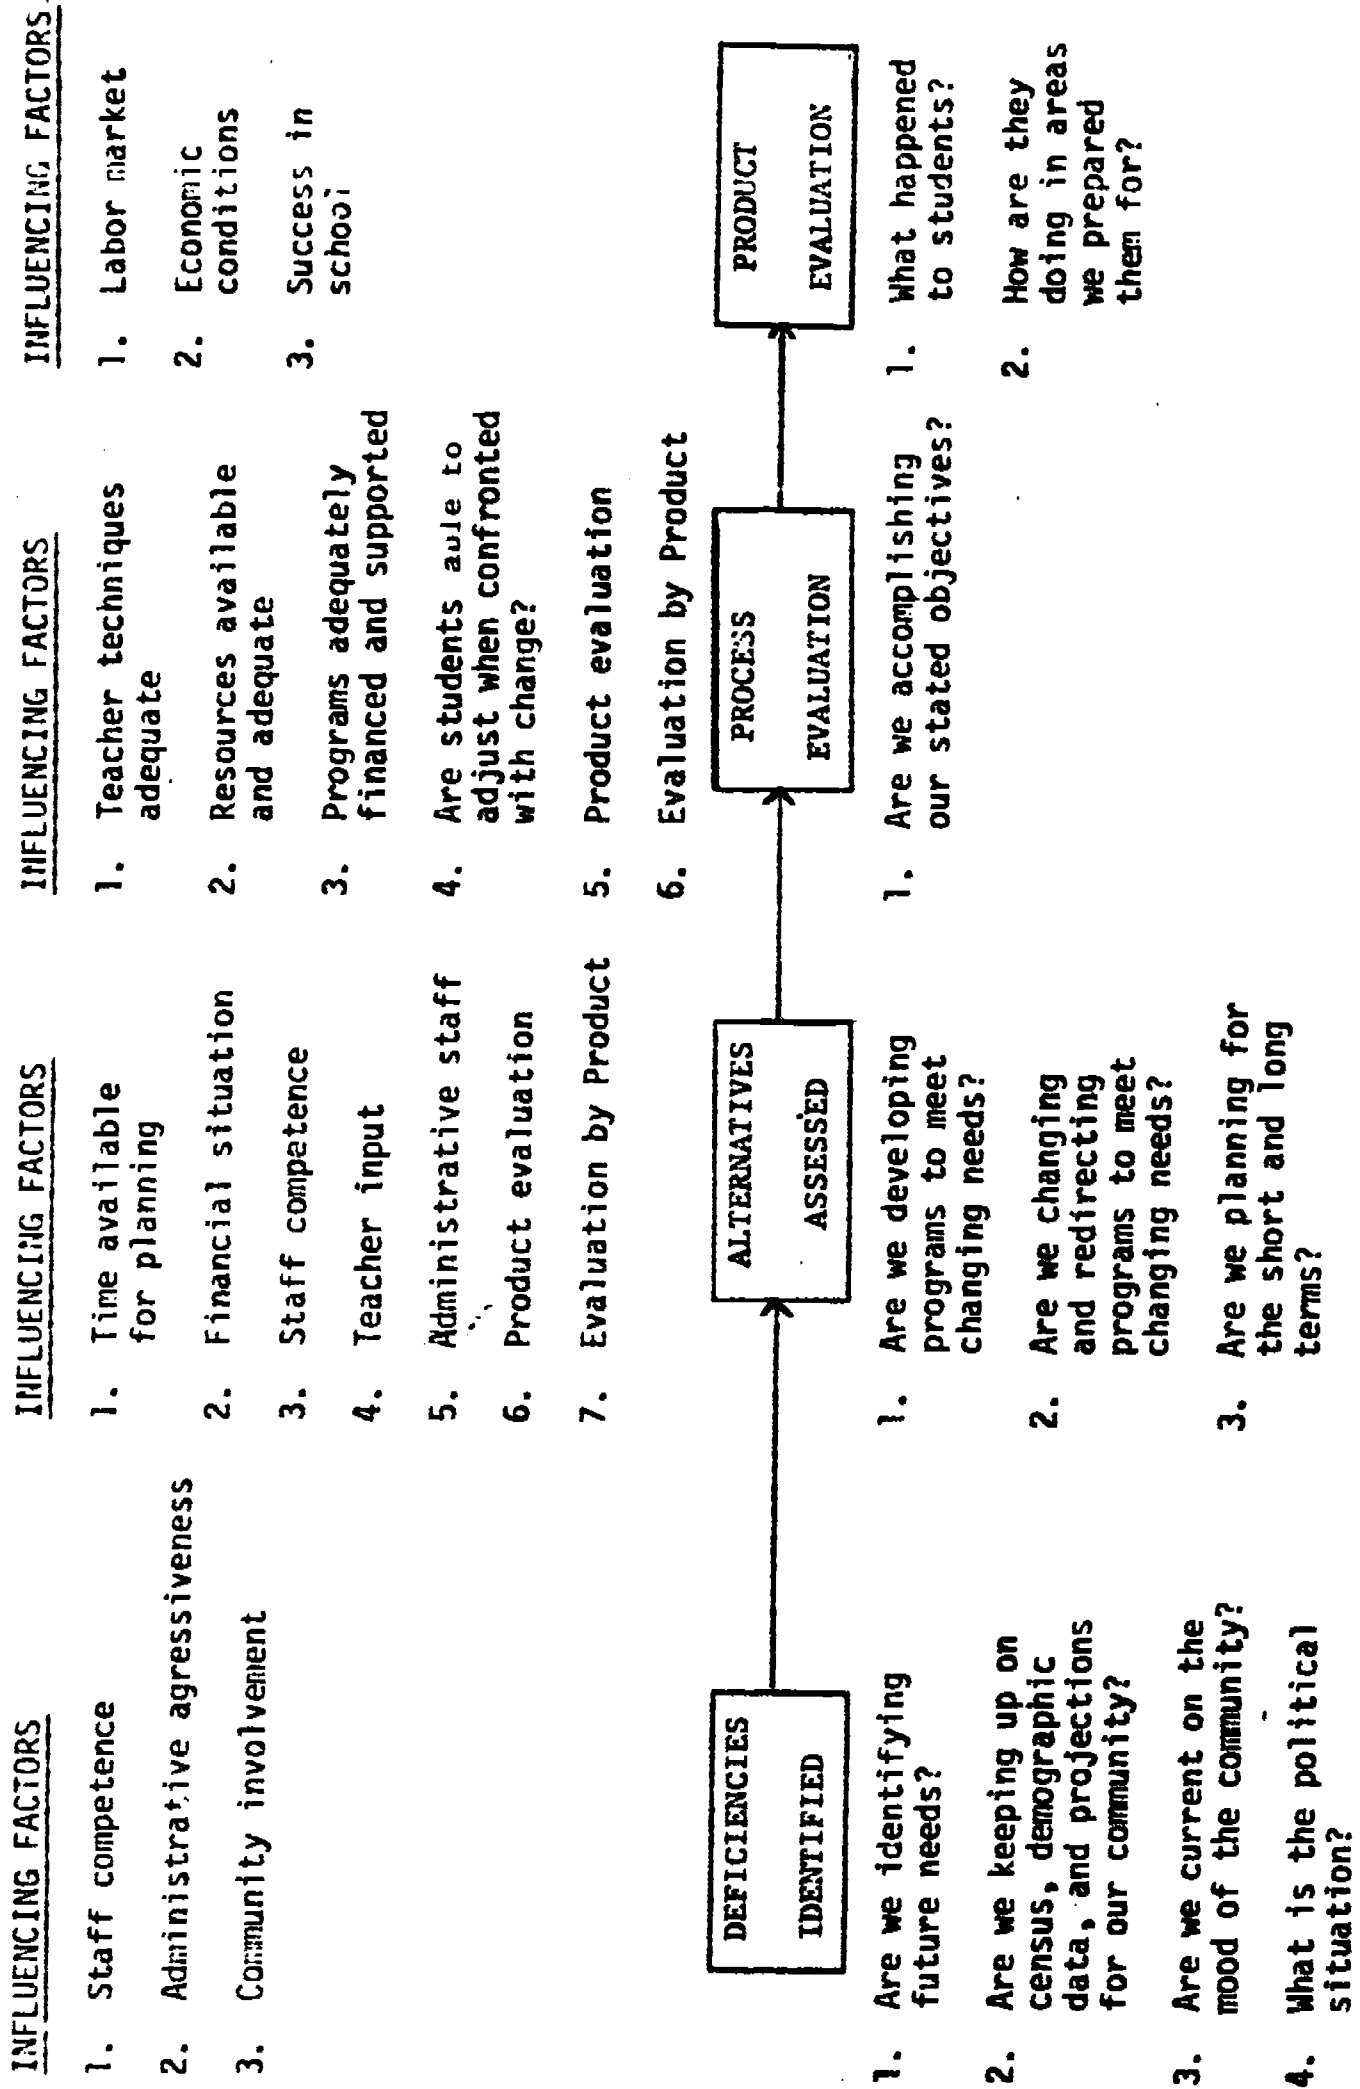 INFLUENCING FACTORS
1. Staff competence
2. Administrative agressiveness
3. Community involvement
INFLUENCING FACTORS
1. Time available
for planning
2. Financial situation
3. Staff competence
4. Teacher input
5. Administrative staff
6. Product evaluation
7. Evaluation by Product
INFLUENCING FACTORS
1. Teacher techniques
adequate
2. Resources available
and adequate
3. Programs adequately
financed and supported
4. Are students able to
adjust when confronted
with change?
5. Product evaluation
6. Evaluation by Product
INFLUENCING FACTORS
1. Labor market
2. Economic
conditions
3. Success in
school
DEFICIENCIES
IDENTIFIED
ALTERNATIVES
ASSESSED
PROCESS
EVALUATION
PRODUCT
EVALUATION
1. Are we identifying
future needs?
2. Are we keeping up on
census, demographic
data, and projections
for our community?
3. Are we current on the
mood of the community?
4. What is the political
situation?
1. Are we developing
programs to meet
changing needs?
2. Are we changing
and redirecting
programs to meet
changing needs?
3. Are we planning for
the short and long
terms?
1. Are we accomplishing
our stated objectives?
1. What happened
to students?
2. How are they
doing in areas
we prepared
them for?